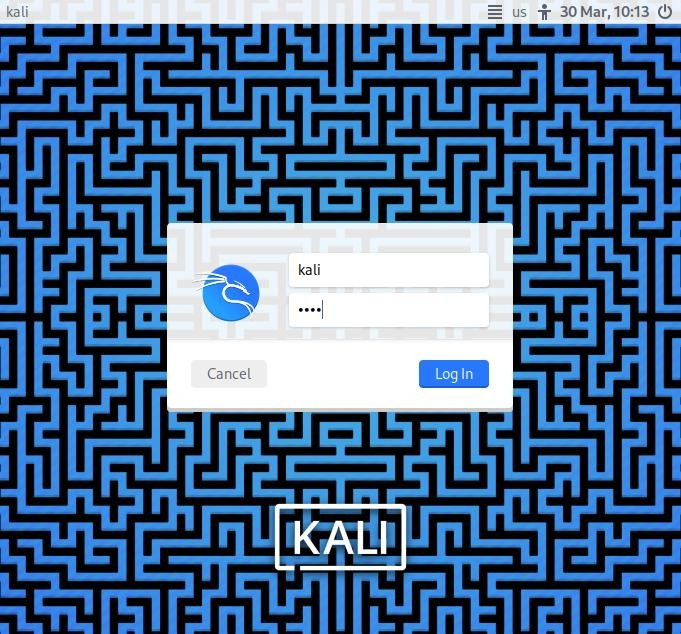 kali us 30 Mar, 10:13
kali
••••
Cancel Log In
KALI